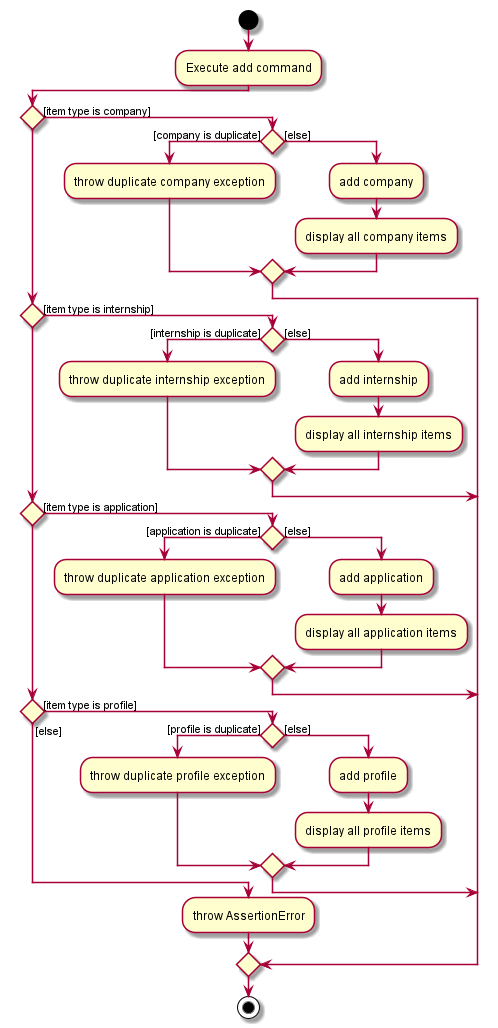 Execute add command
[item type is company]
[company is duplicate]
[else]
throw duplicate company exception
add company
display all company items
[item type is internship]
[internship is duplicate]
[else]
throw duplicate internship exception
add internship
display all internship items
[item type is application]
[application is duplicate]
[else]
throw duplicate application exception
add application
display all application items
[item type is profile]
[else]
[profile is duplicate]
[else]
throw duplicate profile exception
add profile
display all profile items
throw AssertionError